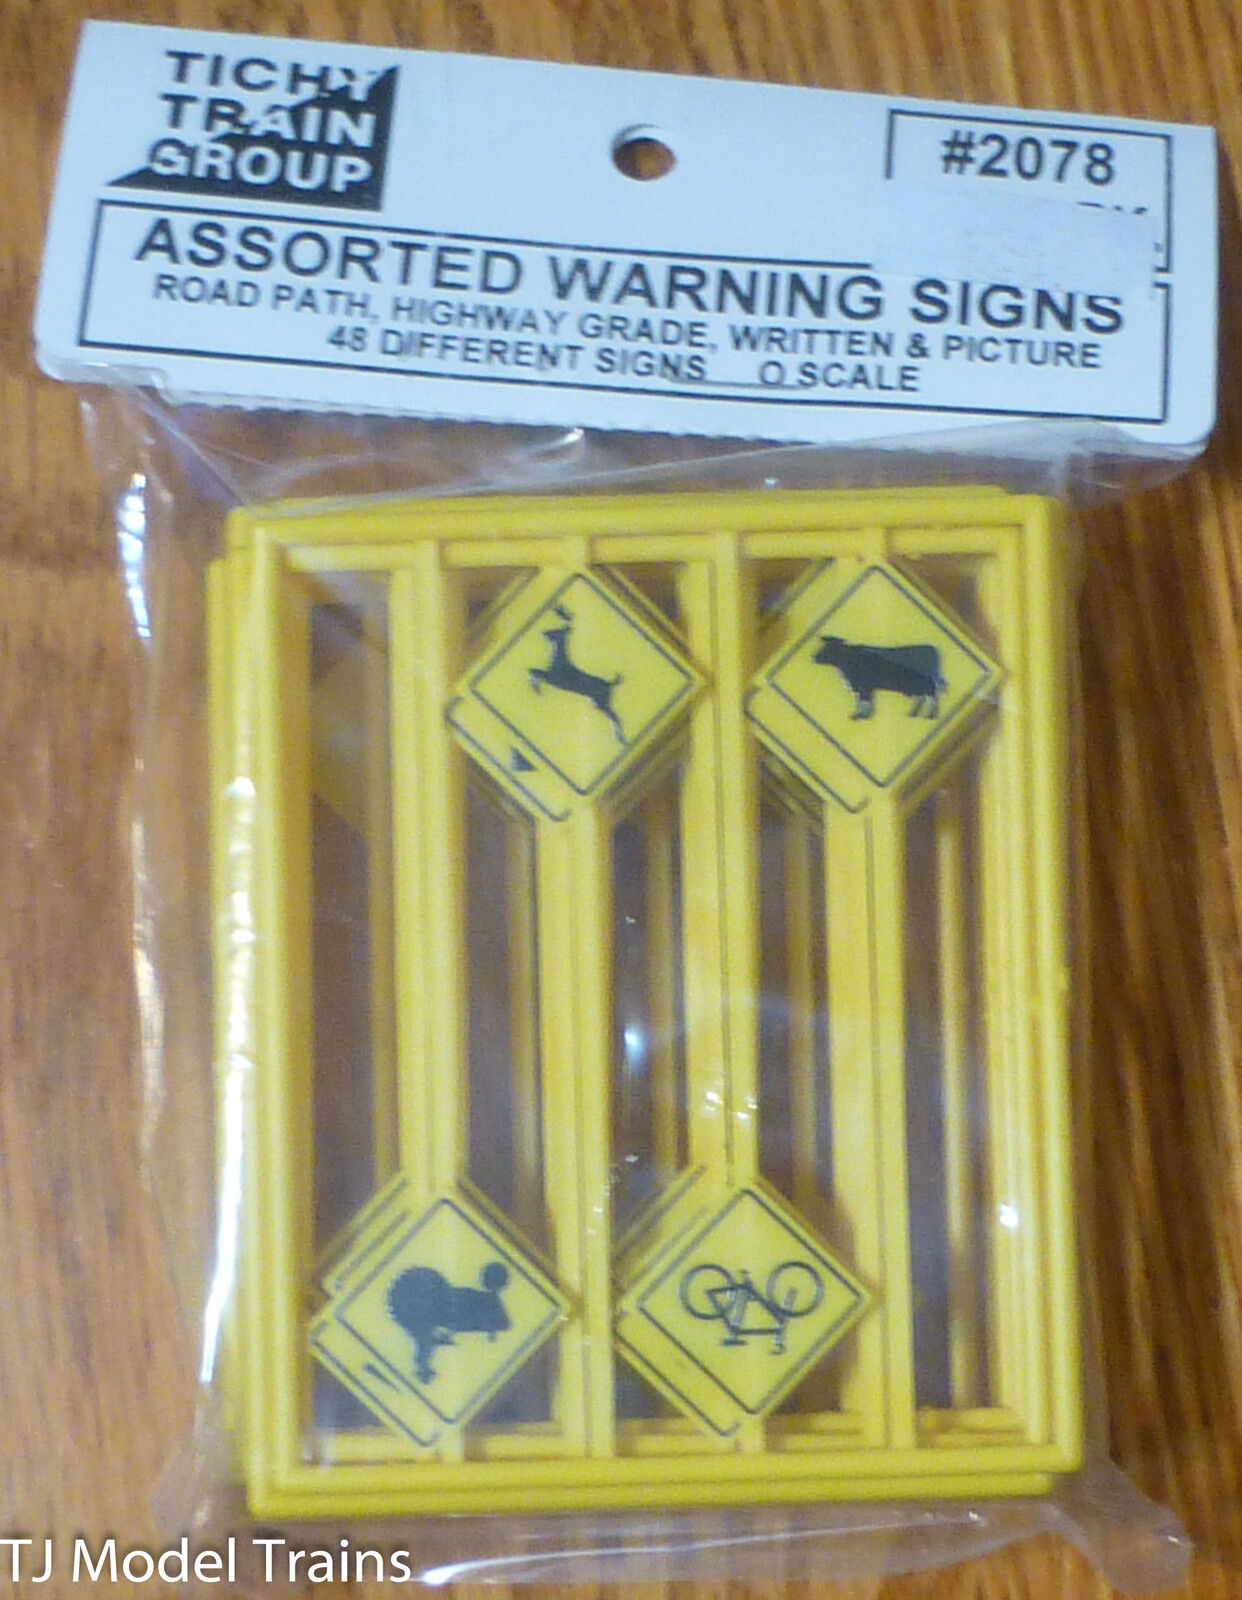 TICHY
TRAIN
GROUP
#2078
ASSORTED WARNING SIGNS
ROAD PATH, HIGHWAY GRADE, WRITTEN & PICTURE
48 DIFFERENT SIGNS O SCALE
TJ Model Trains